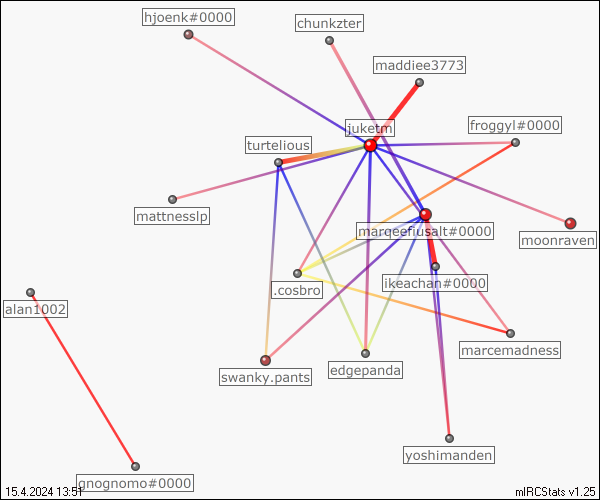 hjoenk#0000
chunkzter
maddiee3773
juketm
froggyl#0000
turtelious
mattnesslp
marqeefiusalt#0000
moonraven
.cosbro
ikeachan#0000
alan1002
marcemadness
edgepanda
swanky.pants
yoshimanden
gnognomo#0000
15.4.2024 13:51
mIRCStats v1.25